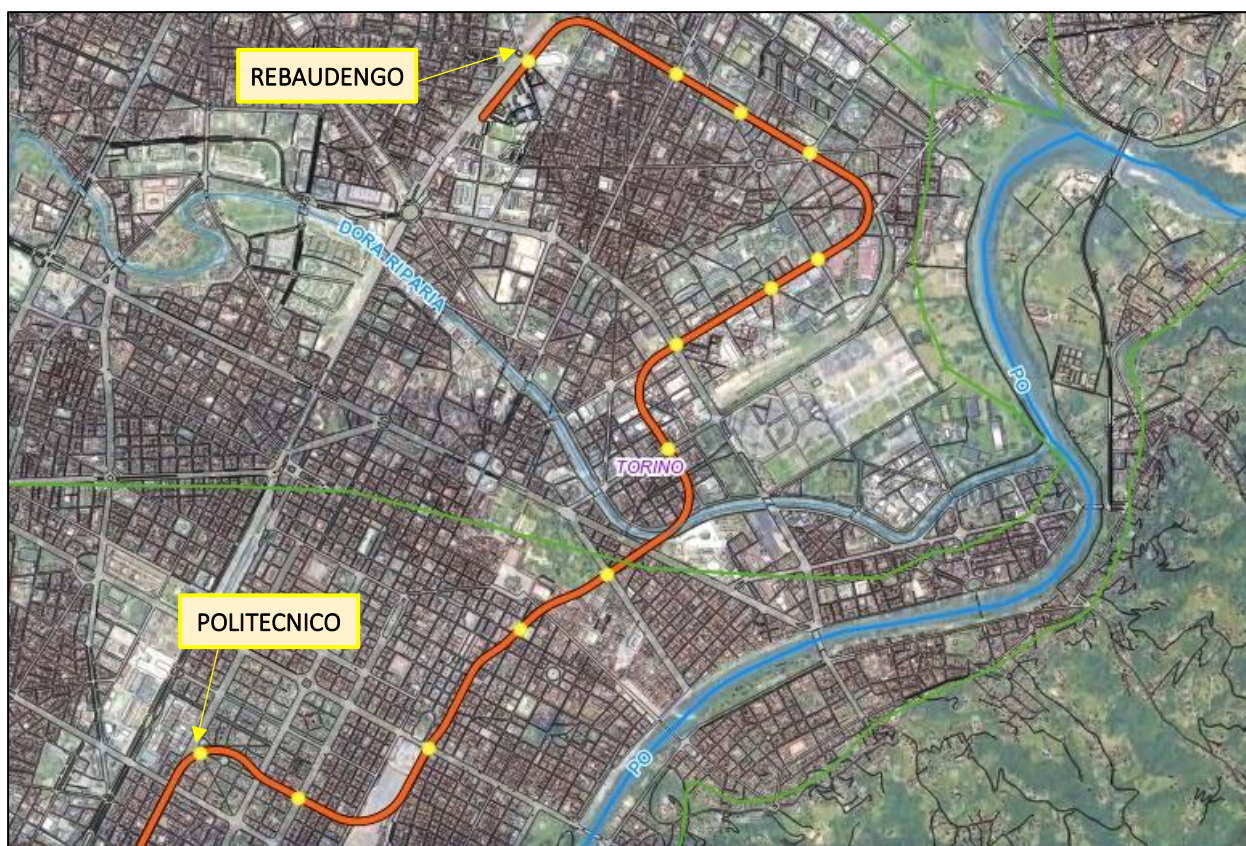 REBAUDENGO
DORA RIPARIA
PO
TORINO
POLITECNICO
PO